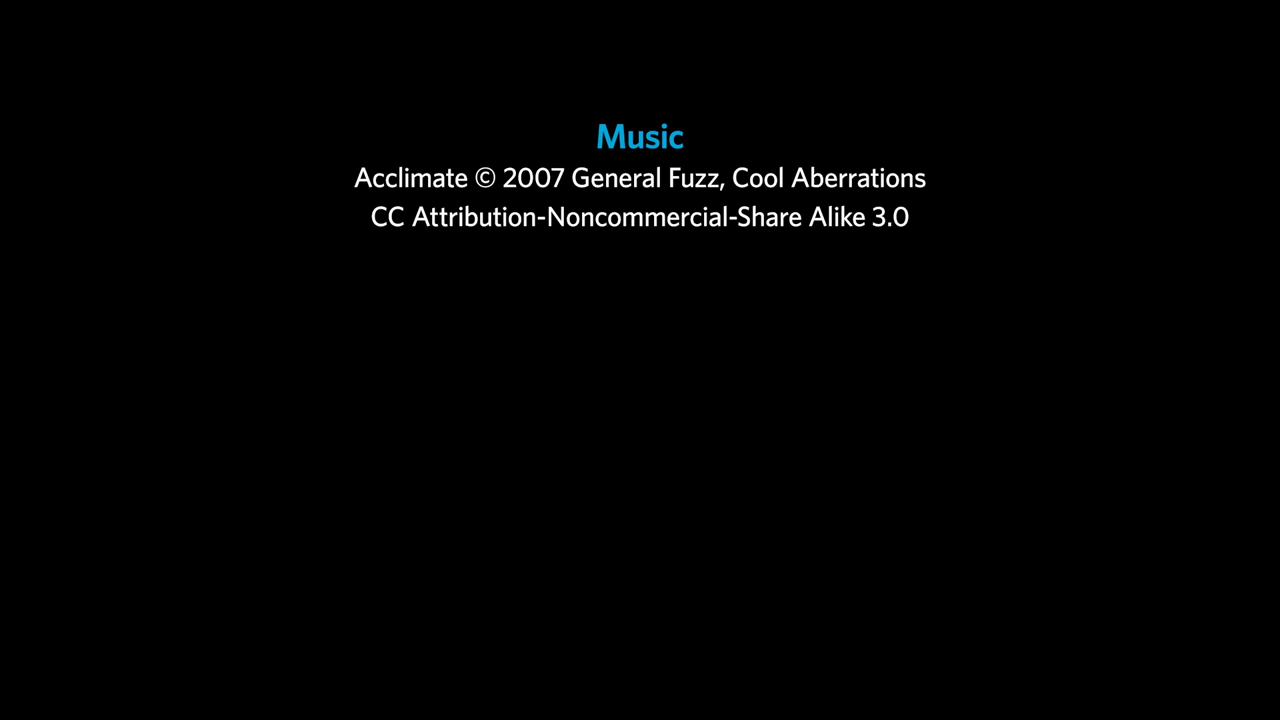 Music
Acclimate © 2007 General Fuzz, Cool Aberrations
CC Attribution-Noncommercial-Share Alike 3.0